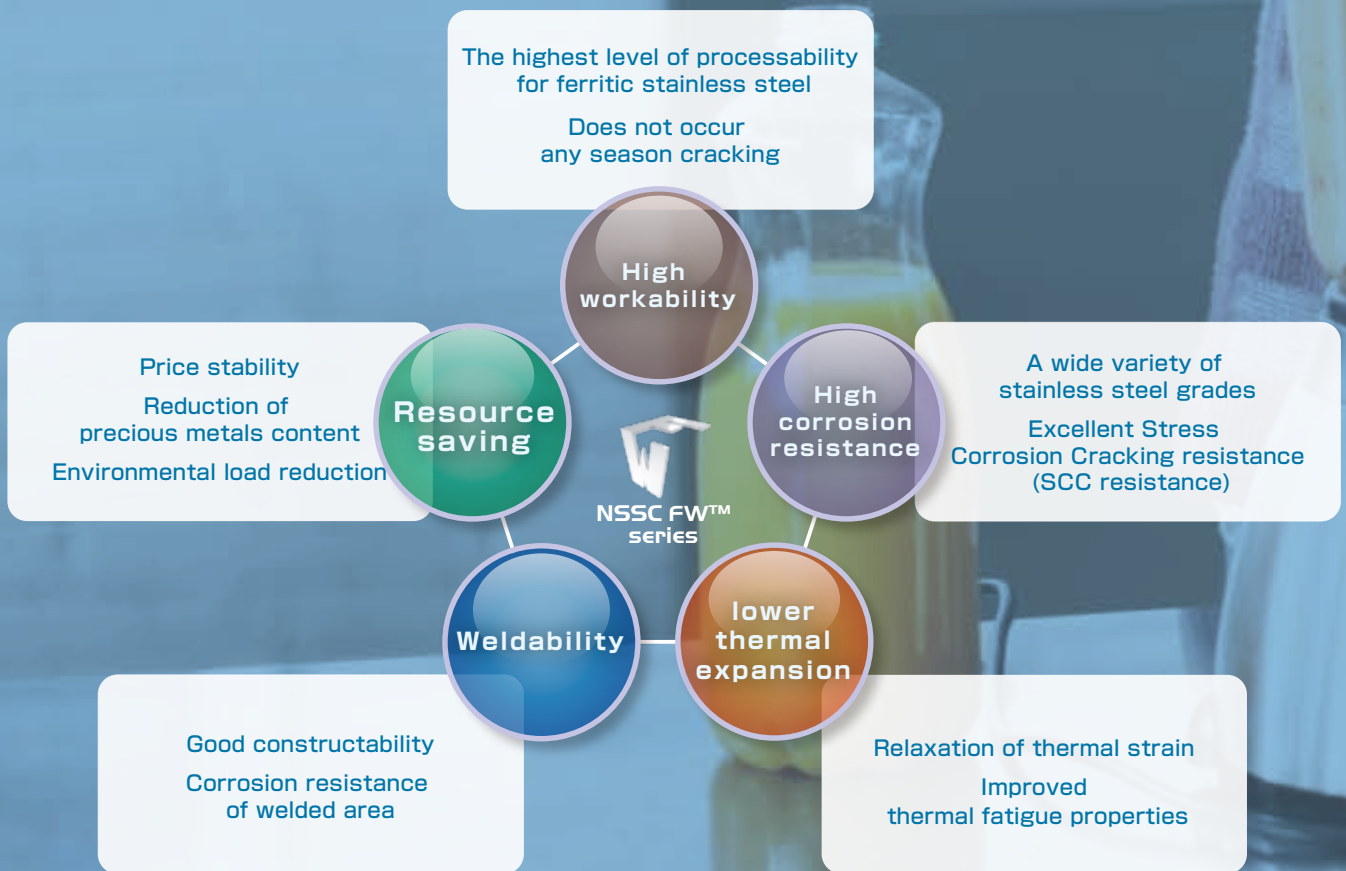 The highest level of processability
for ferritic stainless steel
Does not occur
any season cracking
High
workability
Price stability
Reduction of
precious metals content
Environmental load reduction
Resource
saving
High
corrosion
resistance
A wide variety of
stainless steel grades
Excellent Stress
Corrosion Cracking resistance
(SCC resistance)
NSSC FW™
series
Weldability
lower
thermal
expansion
Good constructability
Corrosion resistance
of welded area
Relaxation of thermal strain
Improved
thermal fatigue properties